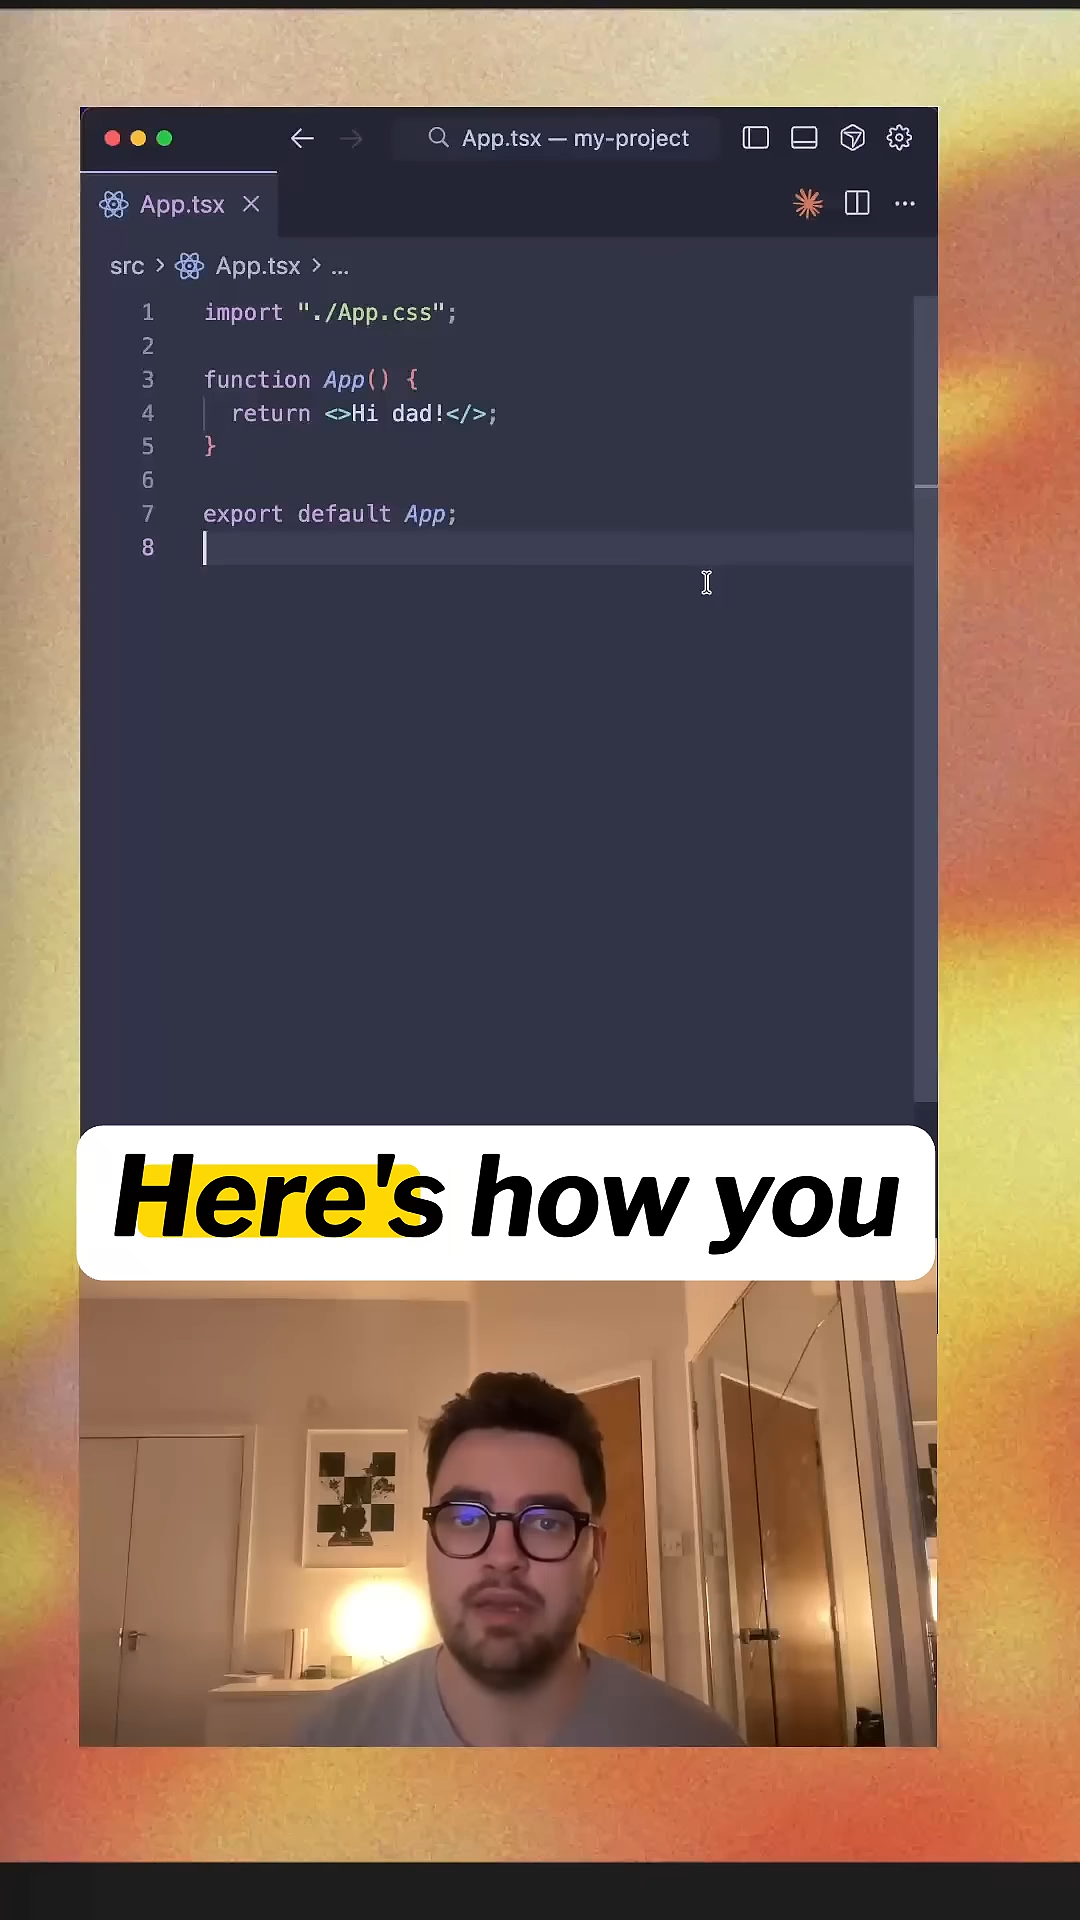 App.tsx — my-project
App.tsx
src > App.tsx > ...
1 import "./App.css";
2
3 function App() {
4 return <>Hi dad!</>;
5 }
6
7 export default App;
8
Here's how you